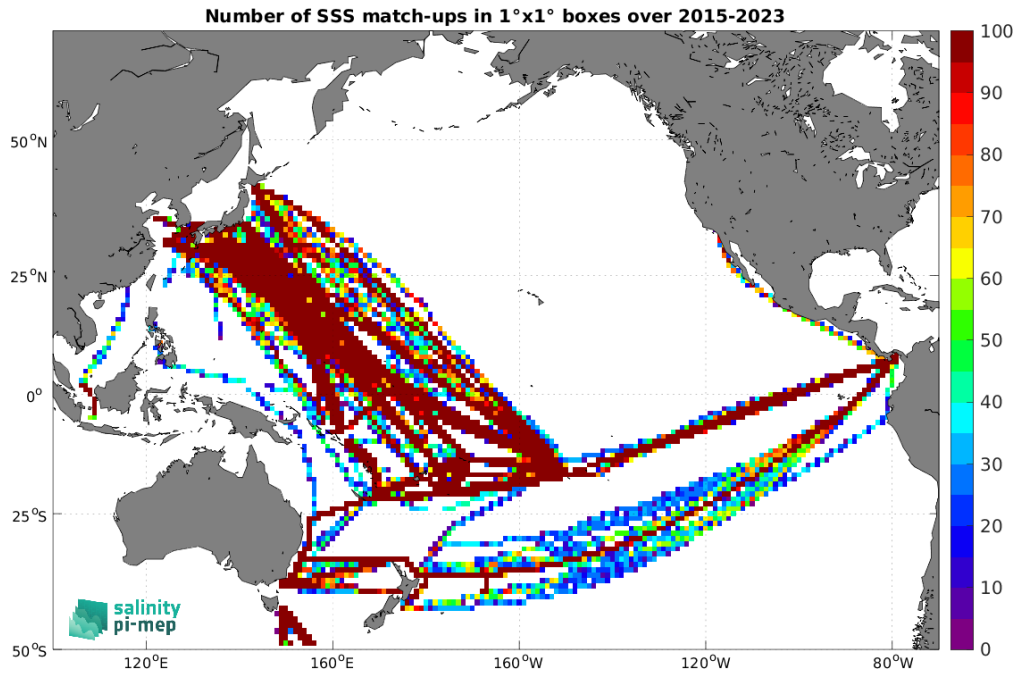 Number of SSS match-ups in 1°x1° boxes over 2015-2023
100
90
80
70
60
50
40
30
20
10
0
50°N
25°N
0°
25°S
50°S
120°E
160°E
160°W
120°W
80°W
salinity
pi-mep